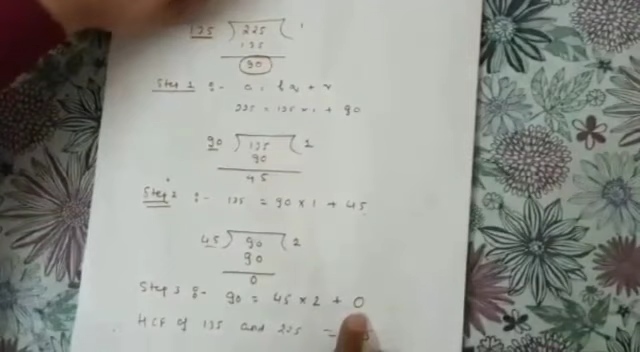 135 ) 225 ( 1
135
90
Step 1 :- a = bq + r
225 = 135 × 1 + 90
90 ) 135 ( 2
90
45
Step 2 :- 135 = 90 × 1 + 45
45 ) 90 ( 2
90
0
Step 3 :- 90 = 45 × 2 + 0
HCF of 135 and 225 =